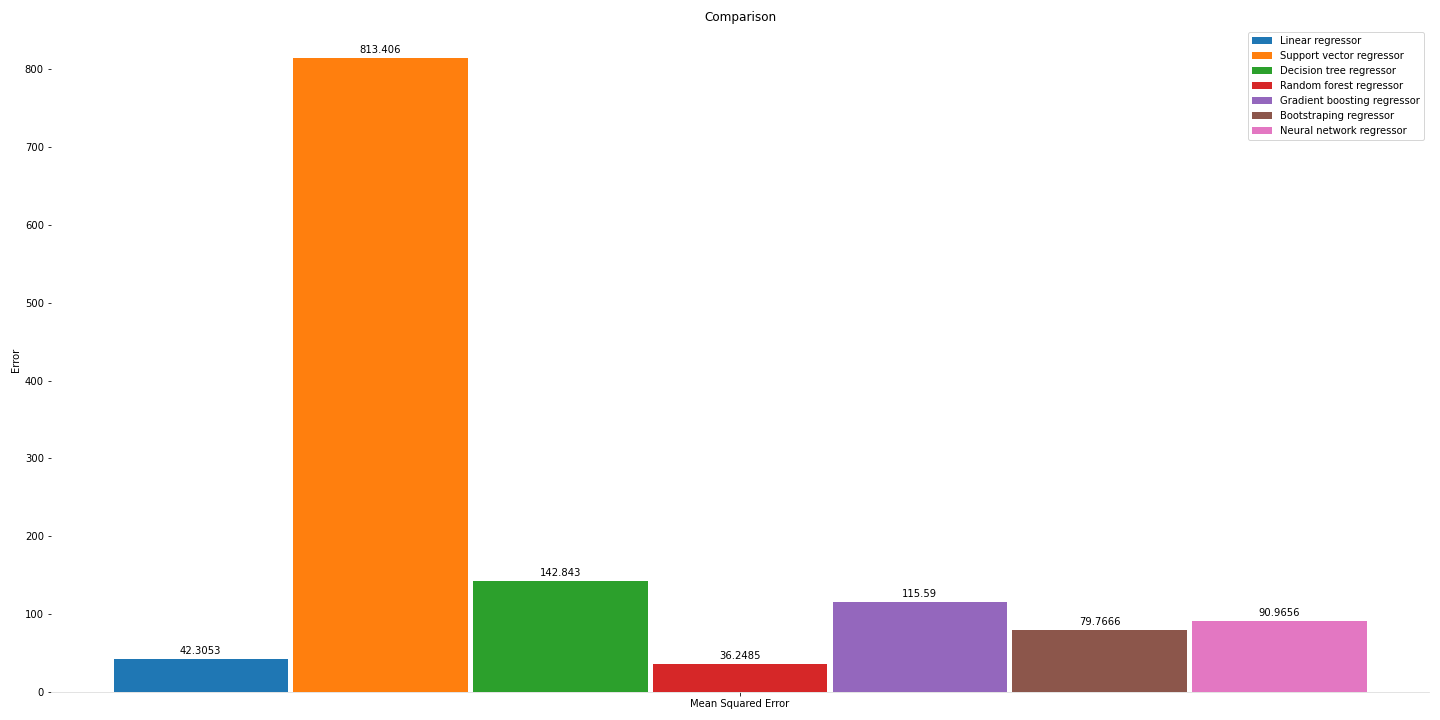 Comparison
Linear regressor
Support vector regressor
Decision tree regressor
Random forest regressor
Gradient boosting regressor
Bootstraping regressor
Neural network regressor
Error
800
700
600
500
400
300
200
100
0
42.3053
813.406
142.843
36.2485
115.59
79.7666
90.9656
Mean Squared Error